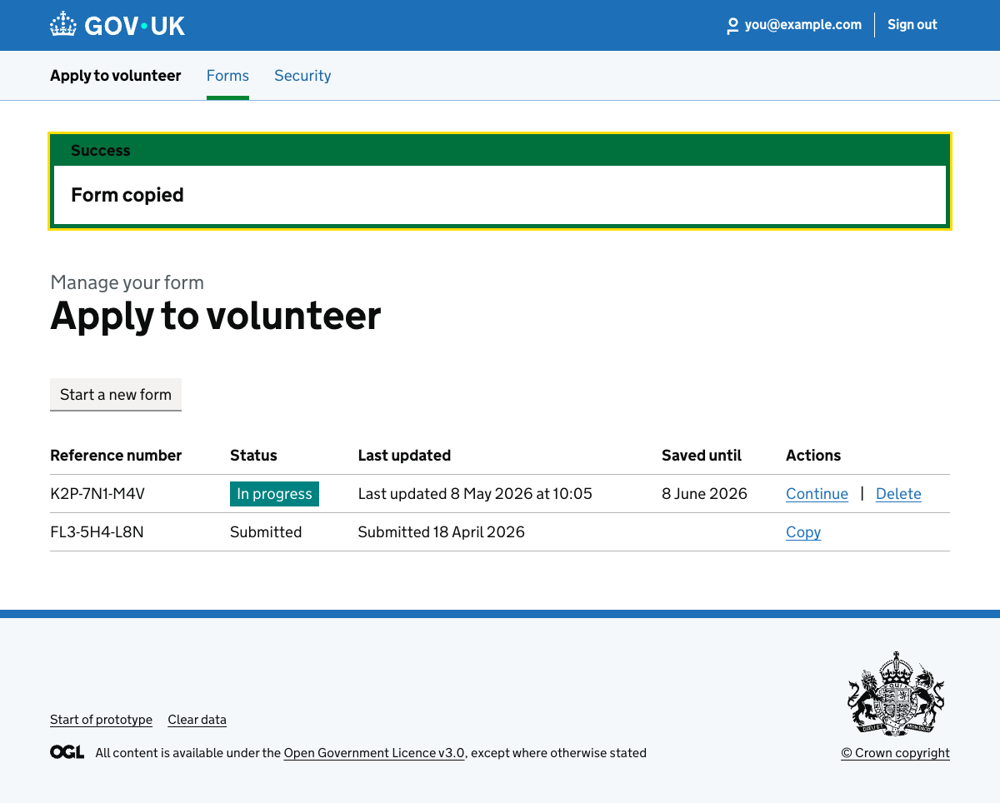 GOV·UK
you@example.com Sign out
Apply to volunteer Forms Security
Success
Form copied
Manage your form
Apply to volunteer
Start a new form
Reference number Status Last updated Saved until Actions
K2P-7N1-M4V In progress Last updated 8 May 2026 at 10:05 8 June 2026 Continue | Delete
FL3-5H4-L8N Submitted Submitted 18 April 2026 Copy
Start of prototype Clear data
OGL All content is available under the Open Government Licence v3.0, except where otherwise stated
© Crown copyright